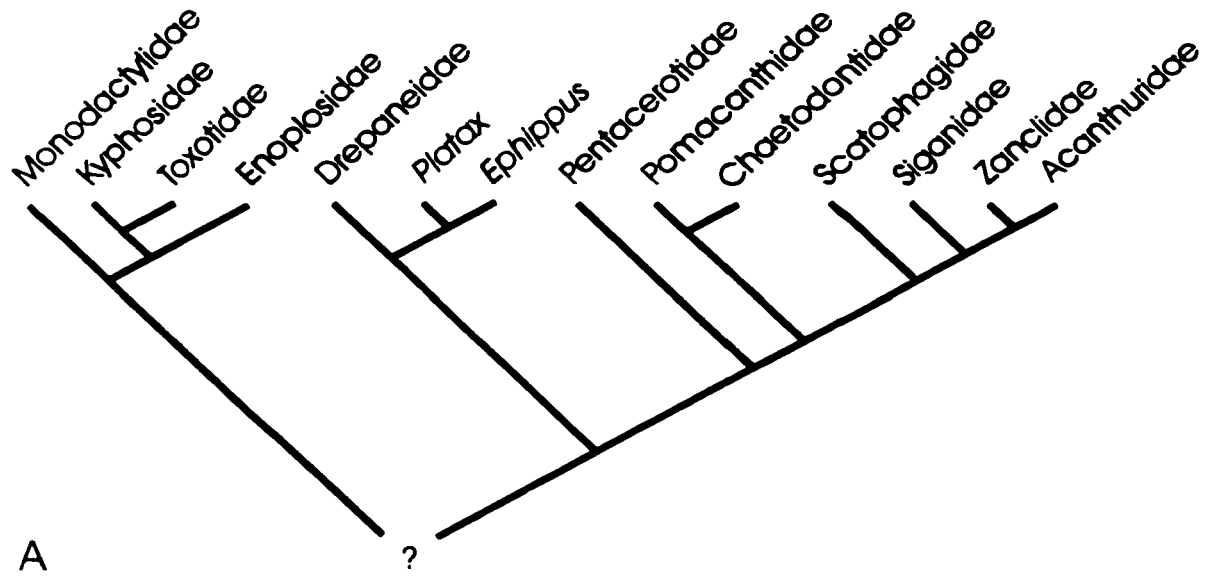 Monodactylidae
Kyphosidae
Toxotidae
Enoplosidae
Drepaneidae
Platax
Ephippus
Pentacerotidae
Pomacanthidae
Chaetodontidae
Scatophagidae
Siganidae
Zanclidae
Acanthuridae
?
A